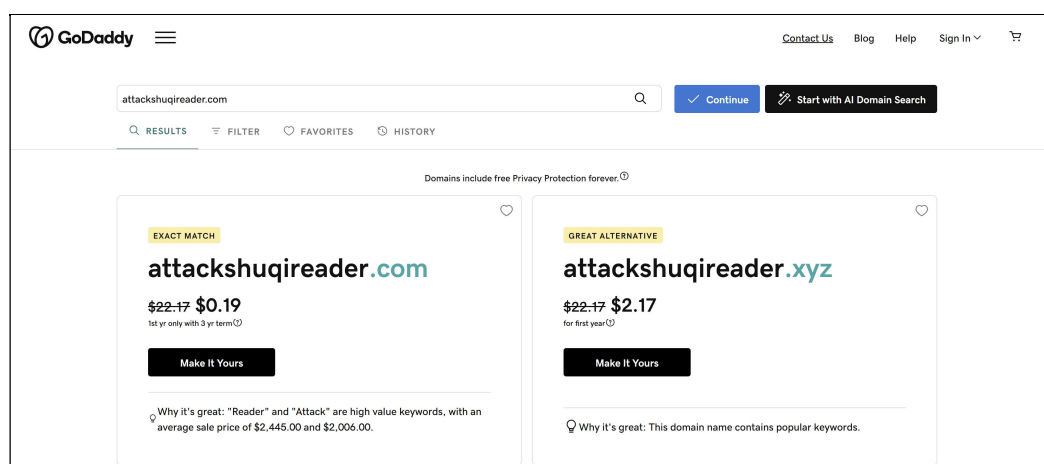 GoDaddy
Contact Us Blog Help Sign In
attackshuqireader.com
Continue
Start with AI Domain Search
RESULTS FILTER FAVORITES HISTORY
Domains include free Privacy Protection forever.
EXACT MATCH
attackshuqireader.com
$22.17 $0.19
1st yr only with 3 yr term
Make It Yours
Why it's great: "Reader" and "Attack" are high value keywords, with an
average sale price of $2,445.00 and $2,006.00.
GREAT ALTERNATIVE
attackshuqireader.xyz
$22.17 $2.17
for first year
Make It Yours
Why it's great: This domain name contains popular keywords.